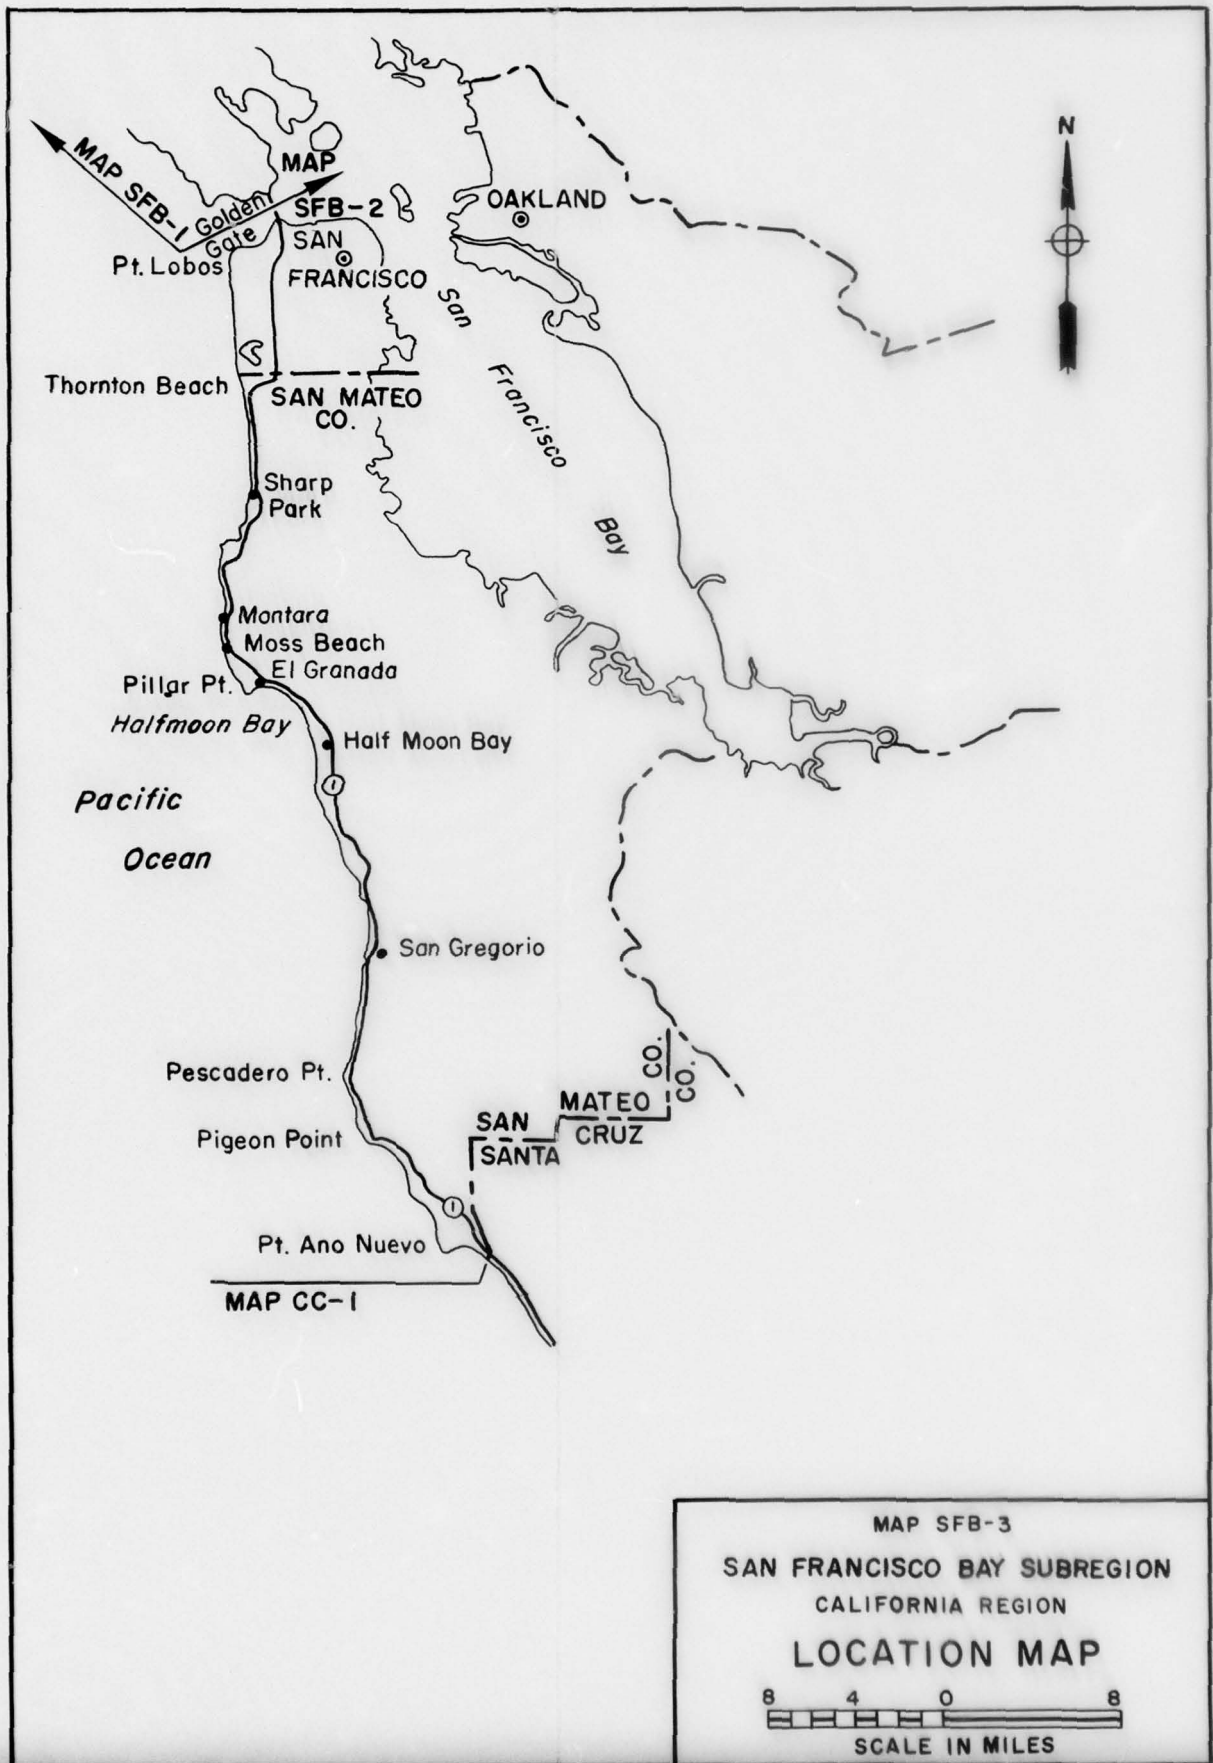 N
MAP SFB-1
MAP
SFB-2
Golden
Gate
OAKLAND
SAN
FRANCISCO
Pt. Lobos
San
Francisco
Bay
Thornton Beach
SAN MATEO
CO.
Sharp
Park
Montara
Moss Beach
El Granada
Pillar Pt.
Halfmoon Bay
Half Moon Bay
1
Pacific
Ocean
San Gregorio
Pescadero Pt.
SAN MATEO CO.
SANTA CRUZ CO.
Pigeon Point
1
Pt. Ano Nuevo
MAP CC-1
MAP SFB-3
SAN FRANCISCO BAY SUBREGION
CALIFORNIA REGION
LOCATION MAP
8 4 0 8
SCALE IN MILES